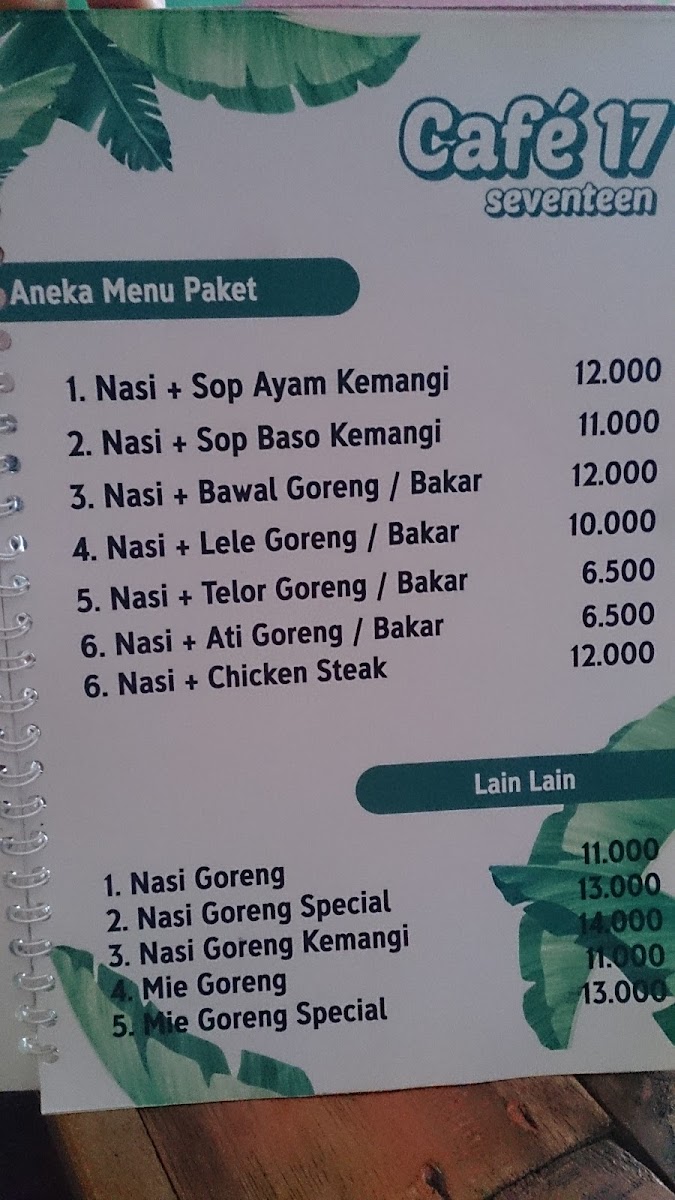 Café 17
seventeen
Aneka Menu Paket
1. Nasi + Sop Ayam Kemangi 12.000
2. Nasi + Sop Baso Kemangi 11.000
3. Nasi + Bawal Goreng / Bakar 12.000
4. Nasi + Lele Goreng / Bakar 10.000
5. Nasi + Telor Goreng / Bakar 6.500
6. Nasi + Ati Goreng / Bakar 6.500
6. Nasi + Chicken Steak 12.000
Lain Lain
1. Nasi Goreng 11.000
2. Nasi Goreng Special 13.000
3. Nasi Goreng Kemangi 14.000
4. Mie Goreng 11.000
5. Mie Goreng Special 13.000